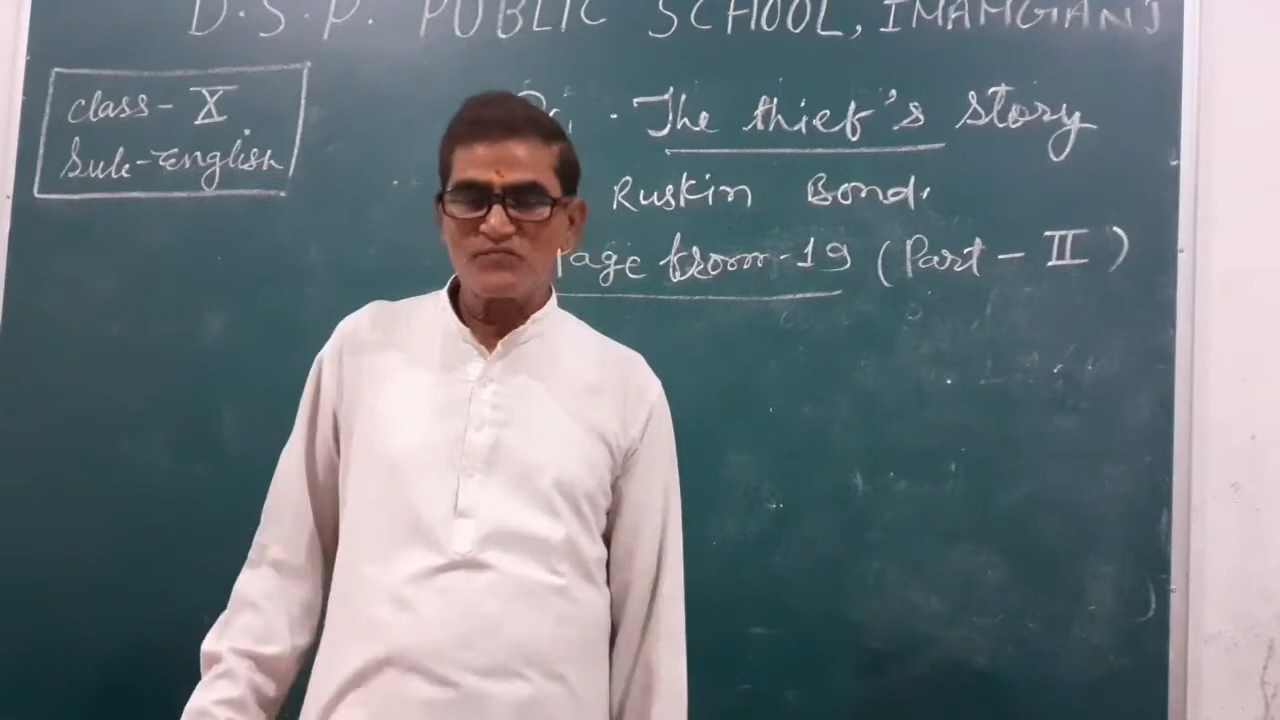 D.S.P. PUBLIC SCHOOL, IMAMGANJ
class - X
Sub - English
The thief's story
Ruskin Bond.
Page from - 19 (Part - II)